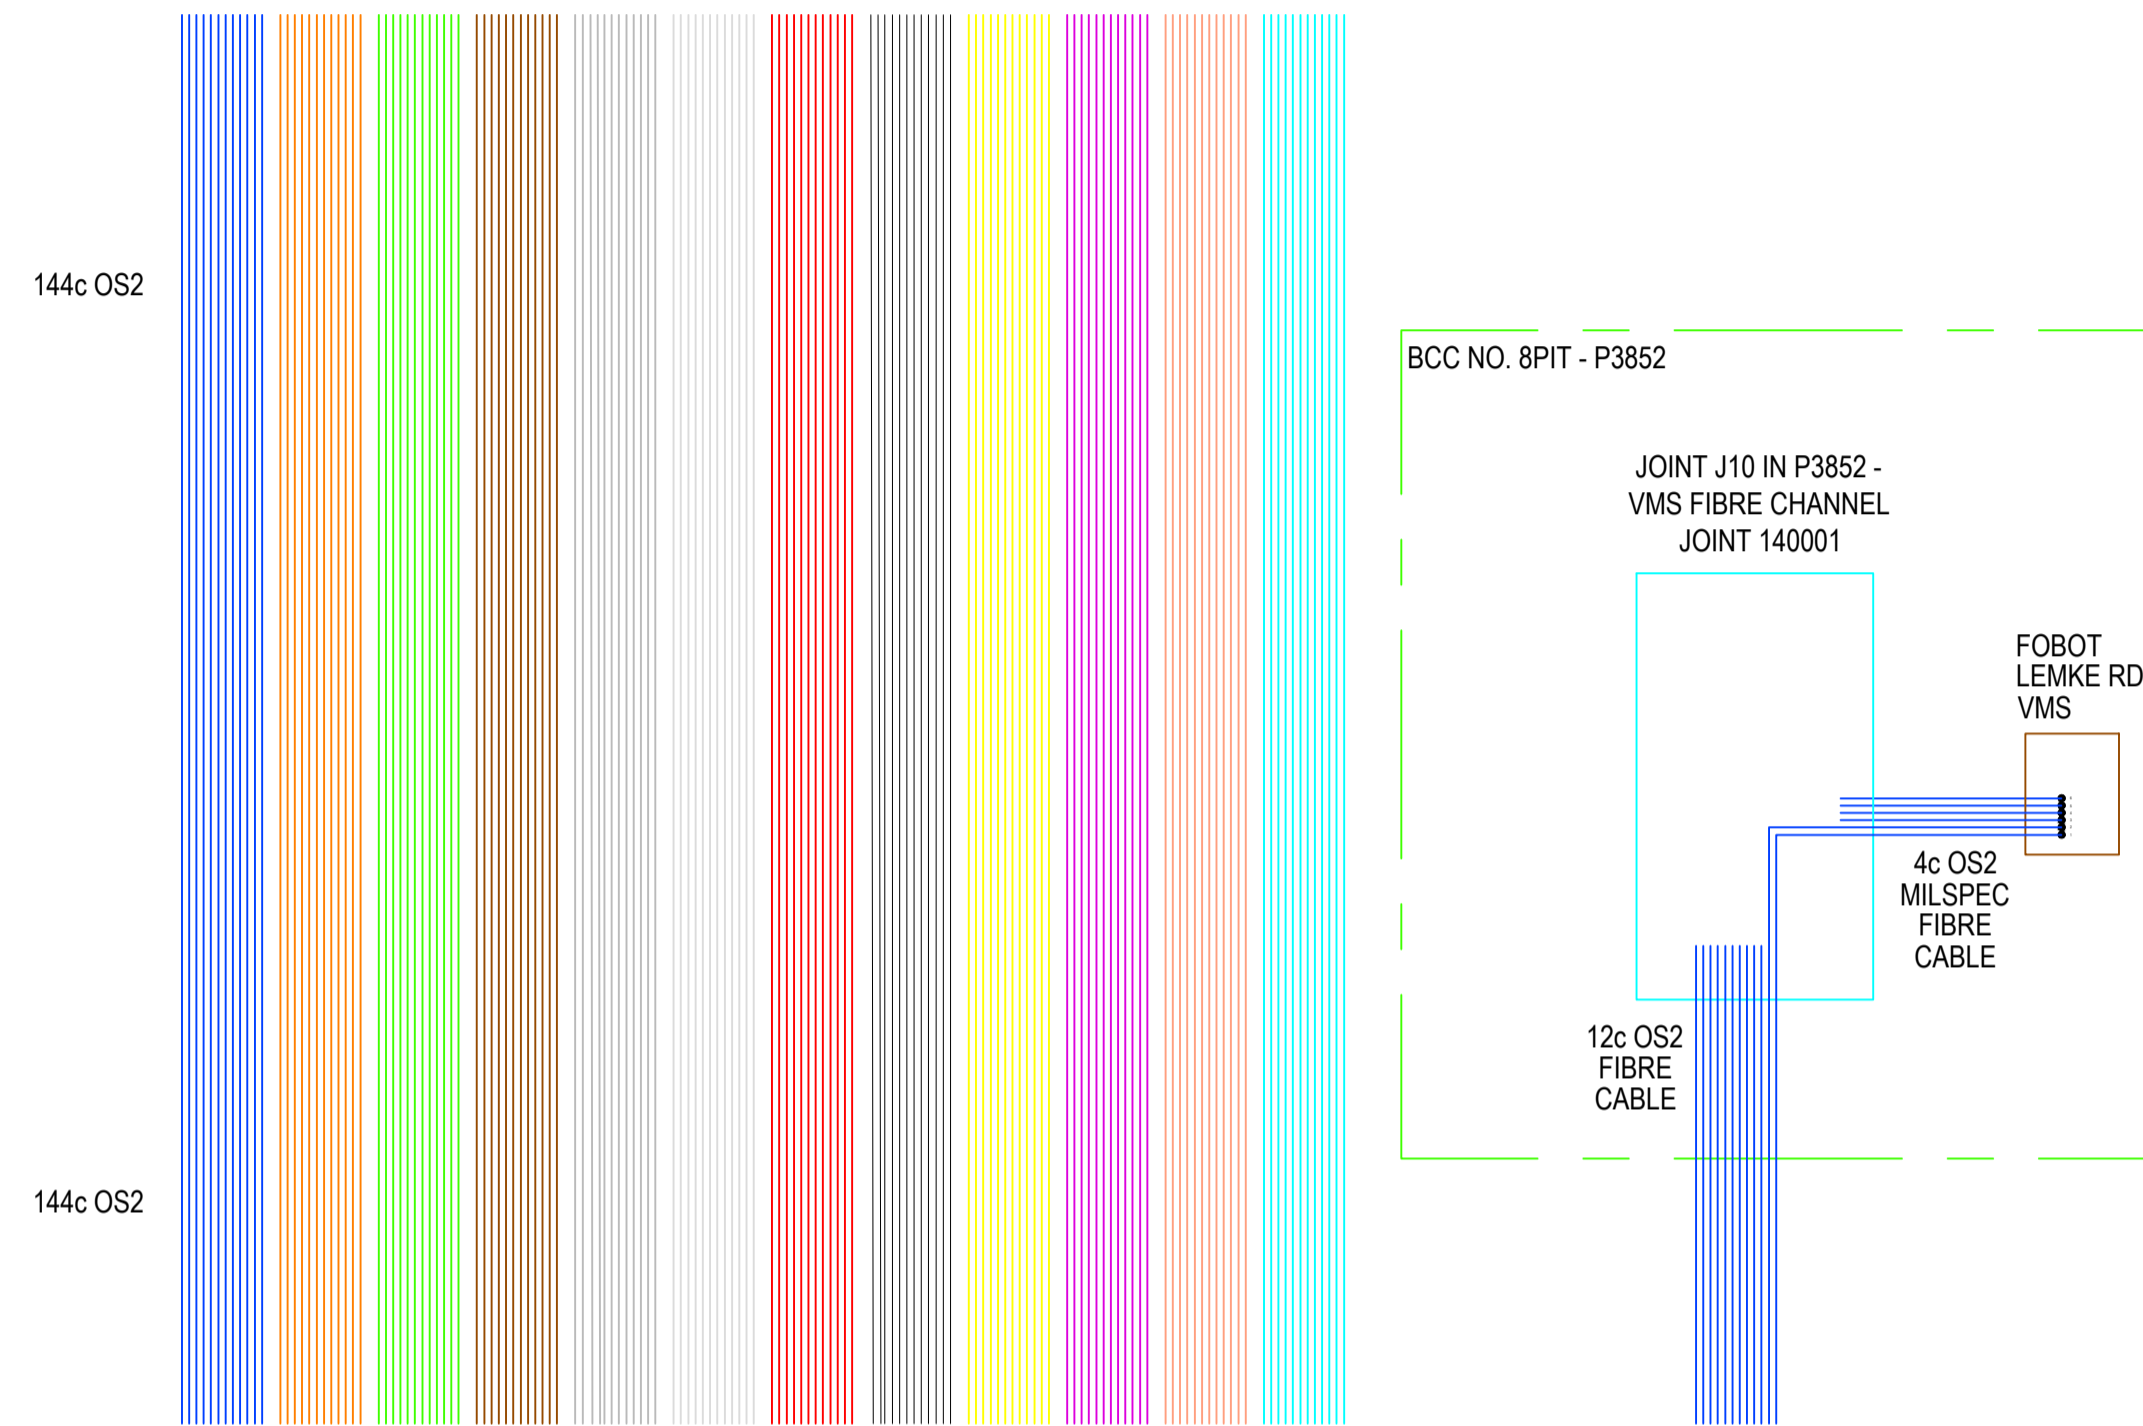 144c OS2
BCC NO. 8PIT - P3852
JOINT J10 IN P3852 -
VMS FIBRE CHANNEL
JOINT 140001
FOBOT
LEMKE RD
VMS
4c OS2
MILSPEC
FIBRE
CABLE
12c OS2
FIBRE
CABLE
144c OS2